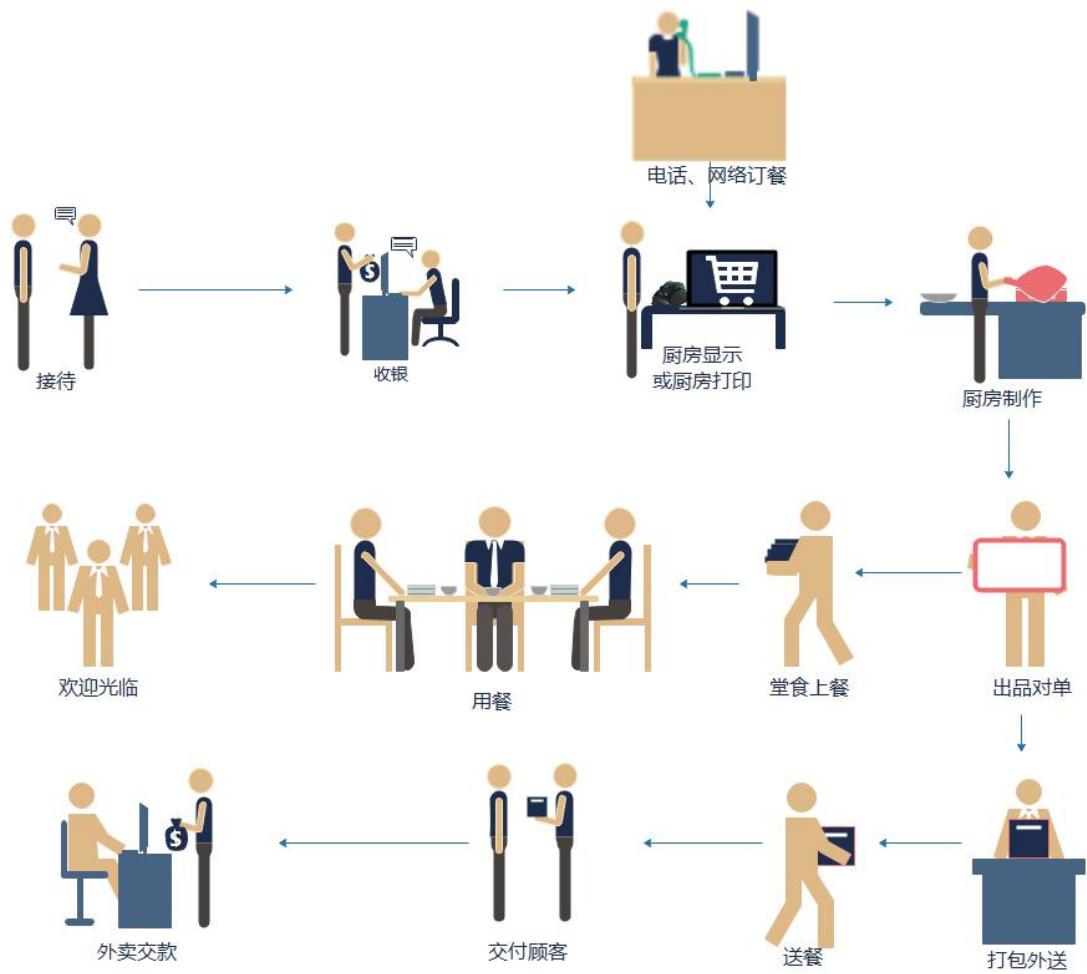 电话、网络订餐
接待
收银
厨房显示
或厨房打印
厨房制作
欢迎光临
用餐
堂食上餐
出品对单
外卖交款
交付顾客
送餐
打包外送